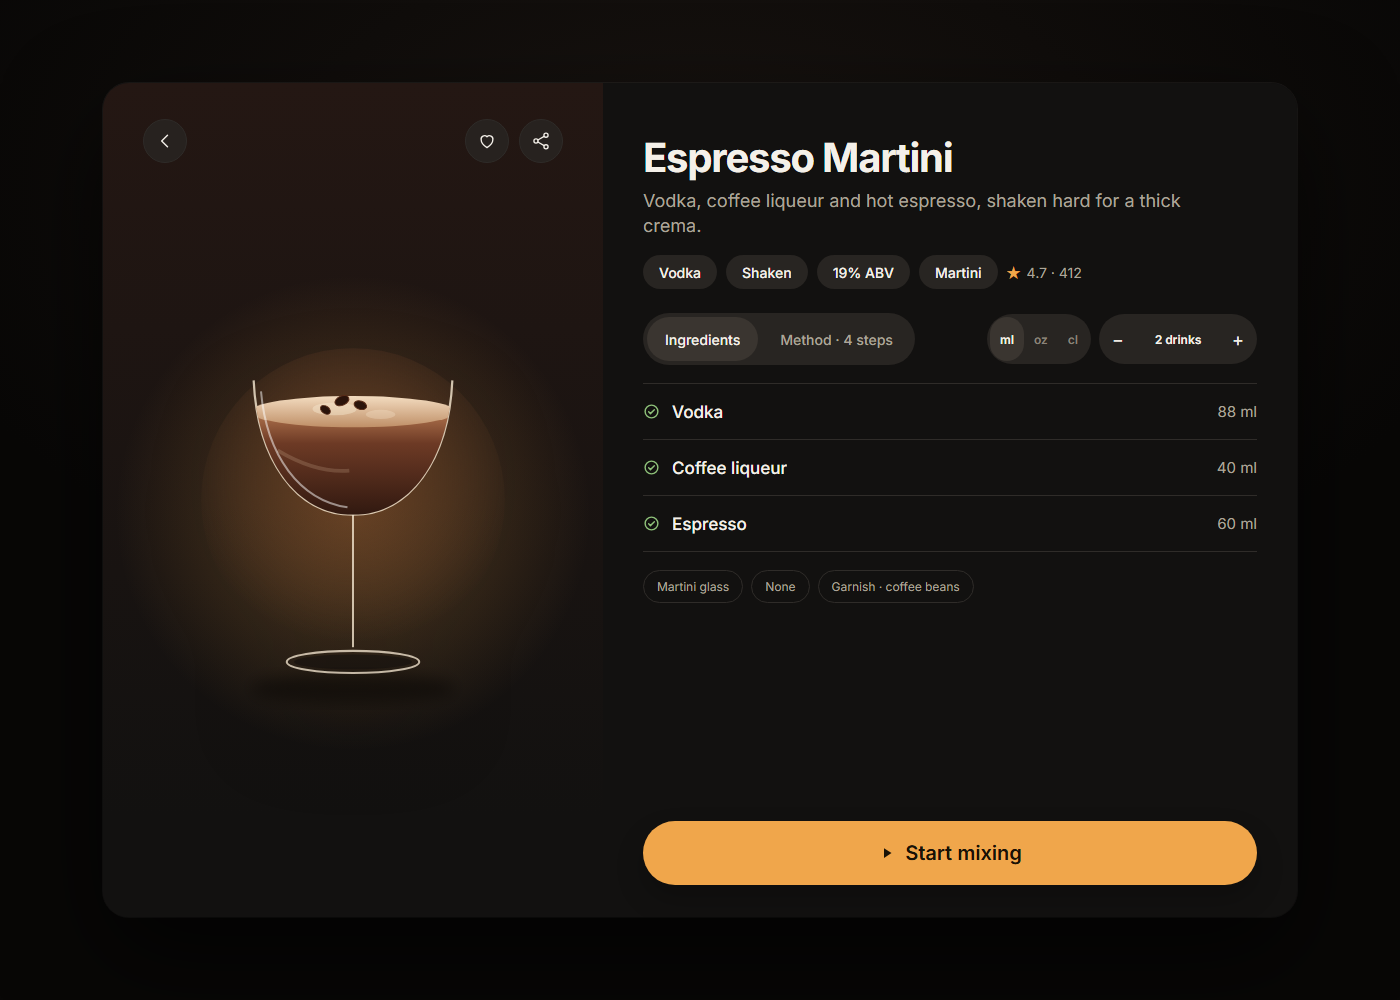 Espresso Martini
Vodka, coffee liqueur and hot espresso, shaken hard for a thick
crema.
Vodka Shaken 19% ABV Martini ★ 4.7 · 412
Ingredients Method · 4 steps ml oz cl − 2 drinks +
Vodka 88 ml
Coffee liqueur 40 ml
Espresso 60 ml
Martini glass None Garnish · coffee beans
Start mixing